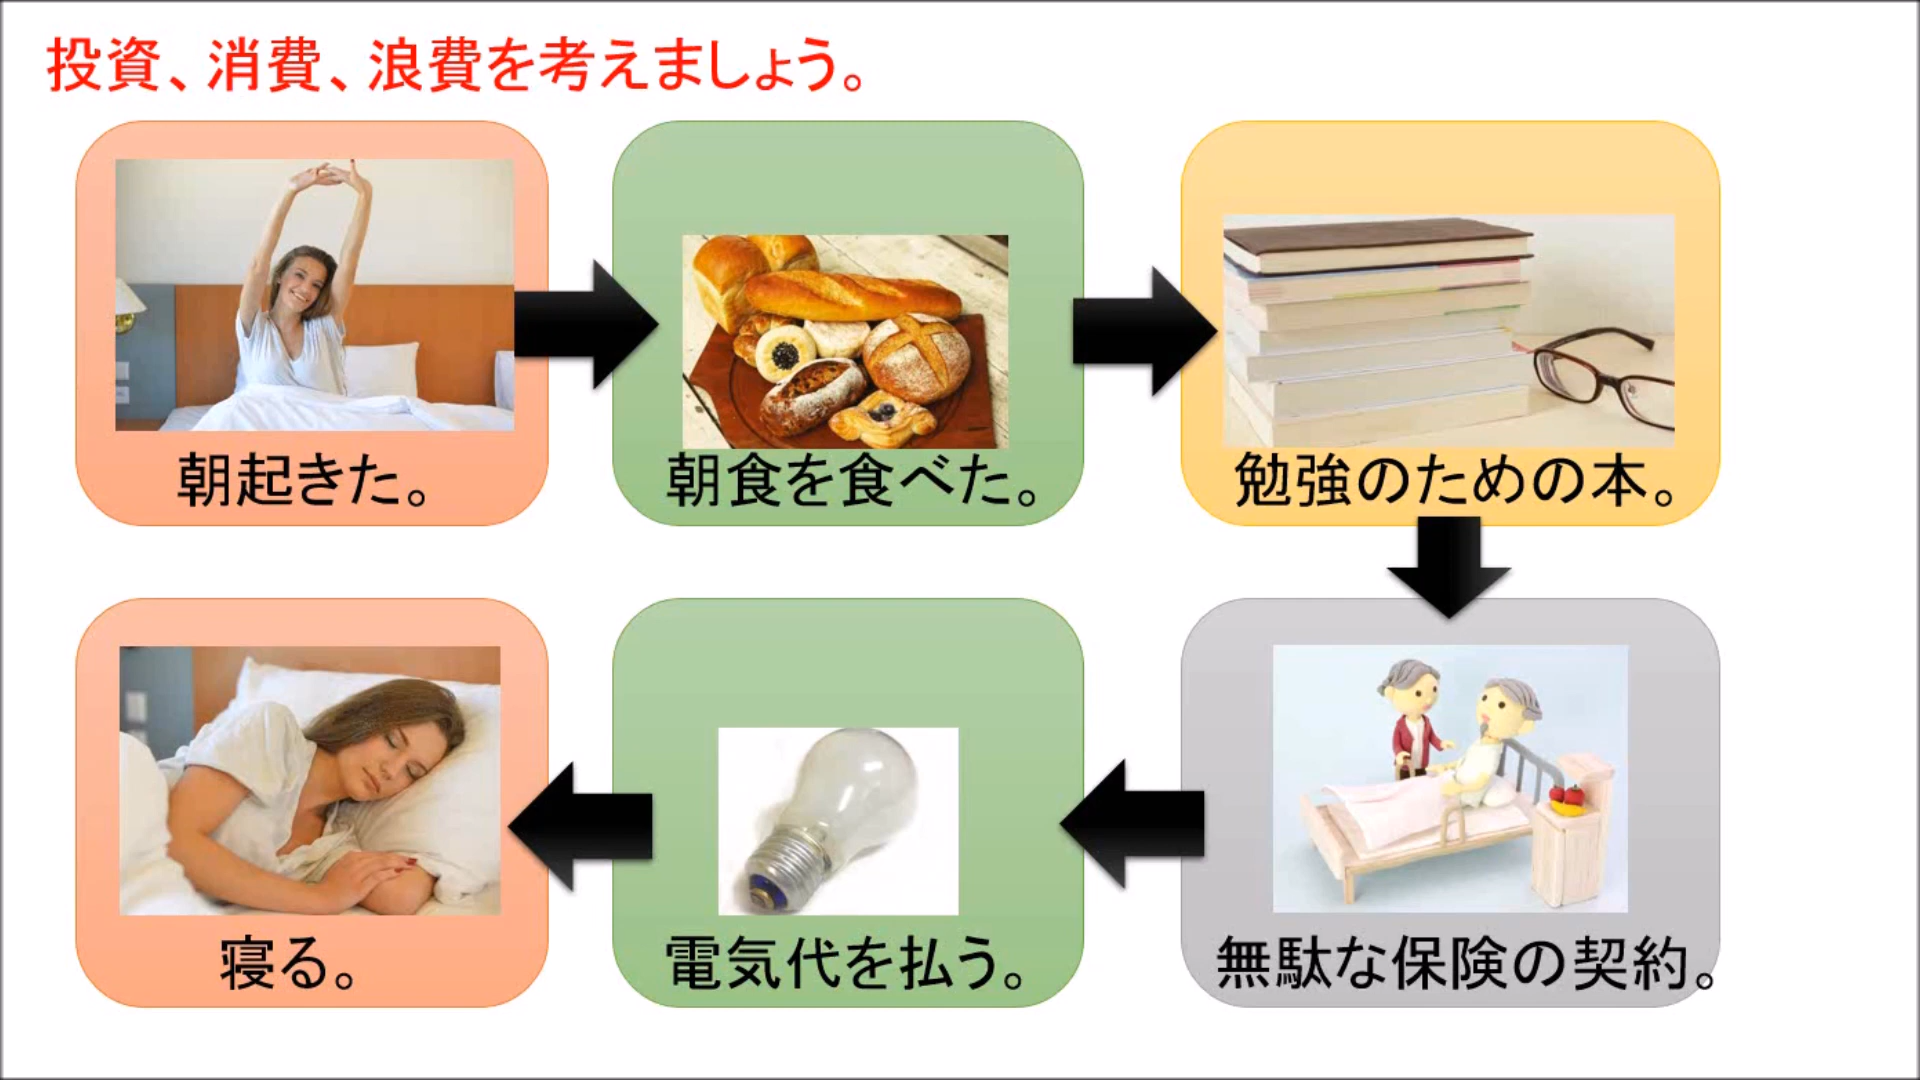 投資、消費、浪費を考えましょう。
朝起きた。
朝食を食べた。
勉強のための本。
無駄な保険の契約。
電気代を払う。
寝る。